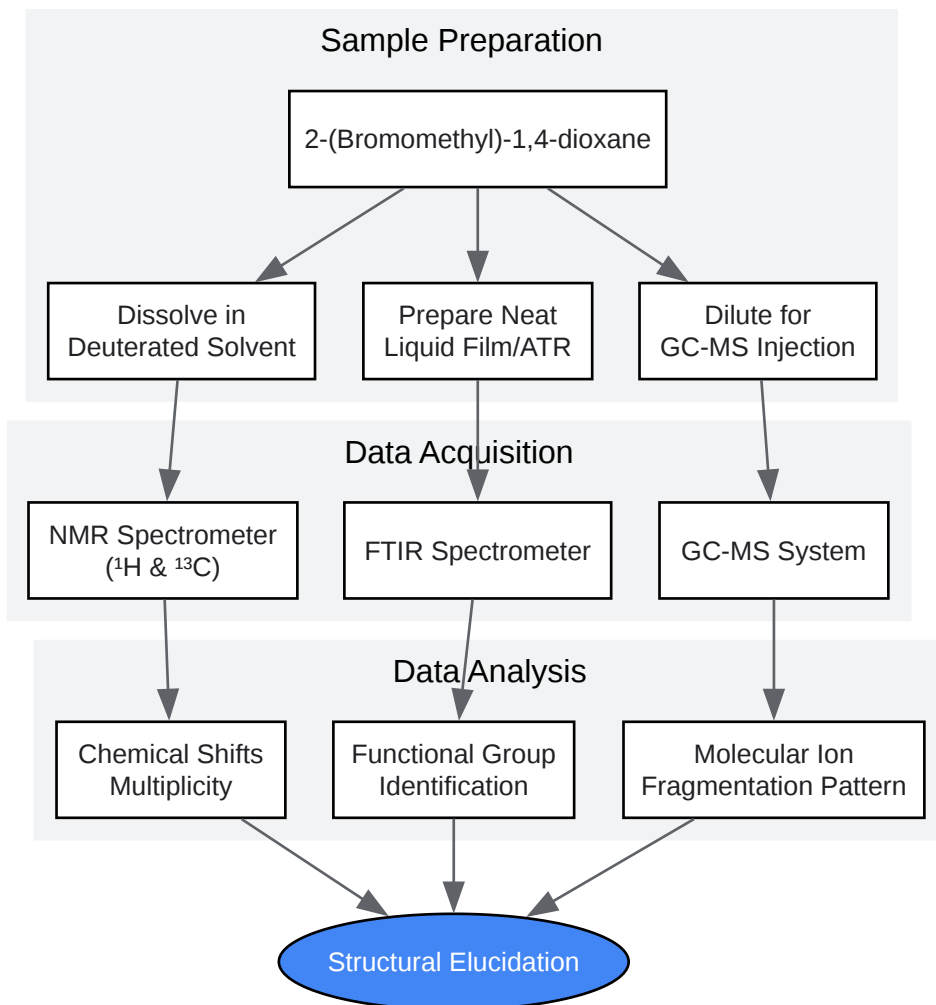 Sample Preparation
2-(Bromomethyl)-1,4-dioxane
Dissolve in
Deuterated Solvent
Prepare Neat
Liquid Film/ATR
Dilute for
GC-MS Injection
Data Acquisition
NMR Spectrometer
(¹H & ¹³C)
FTIR Spectrometer
GC-MS System
Data Analysis
Chemical Shifts
Multiplicity
Functional Group
Identification
Molecular Ion
Fragmentation Pattern
Structural Elucidation